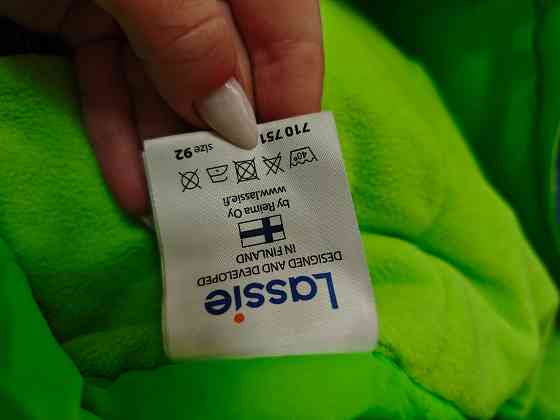 Lassie
DESIGNED AND DEVELOPED
IN FINLAND
by Reima Oy
www.lassie.fi
40°
710 751
size 92